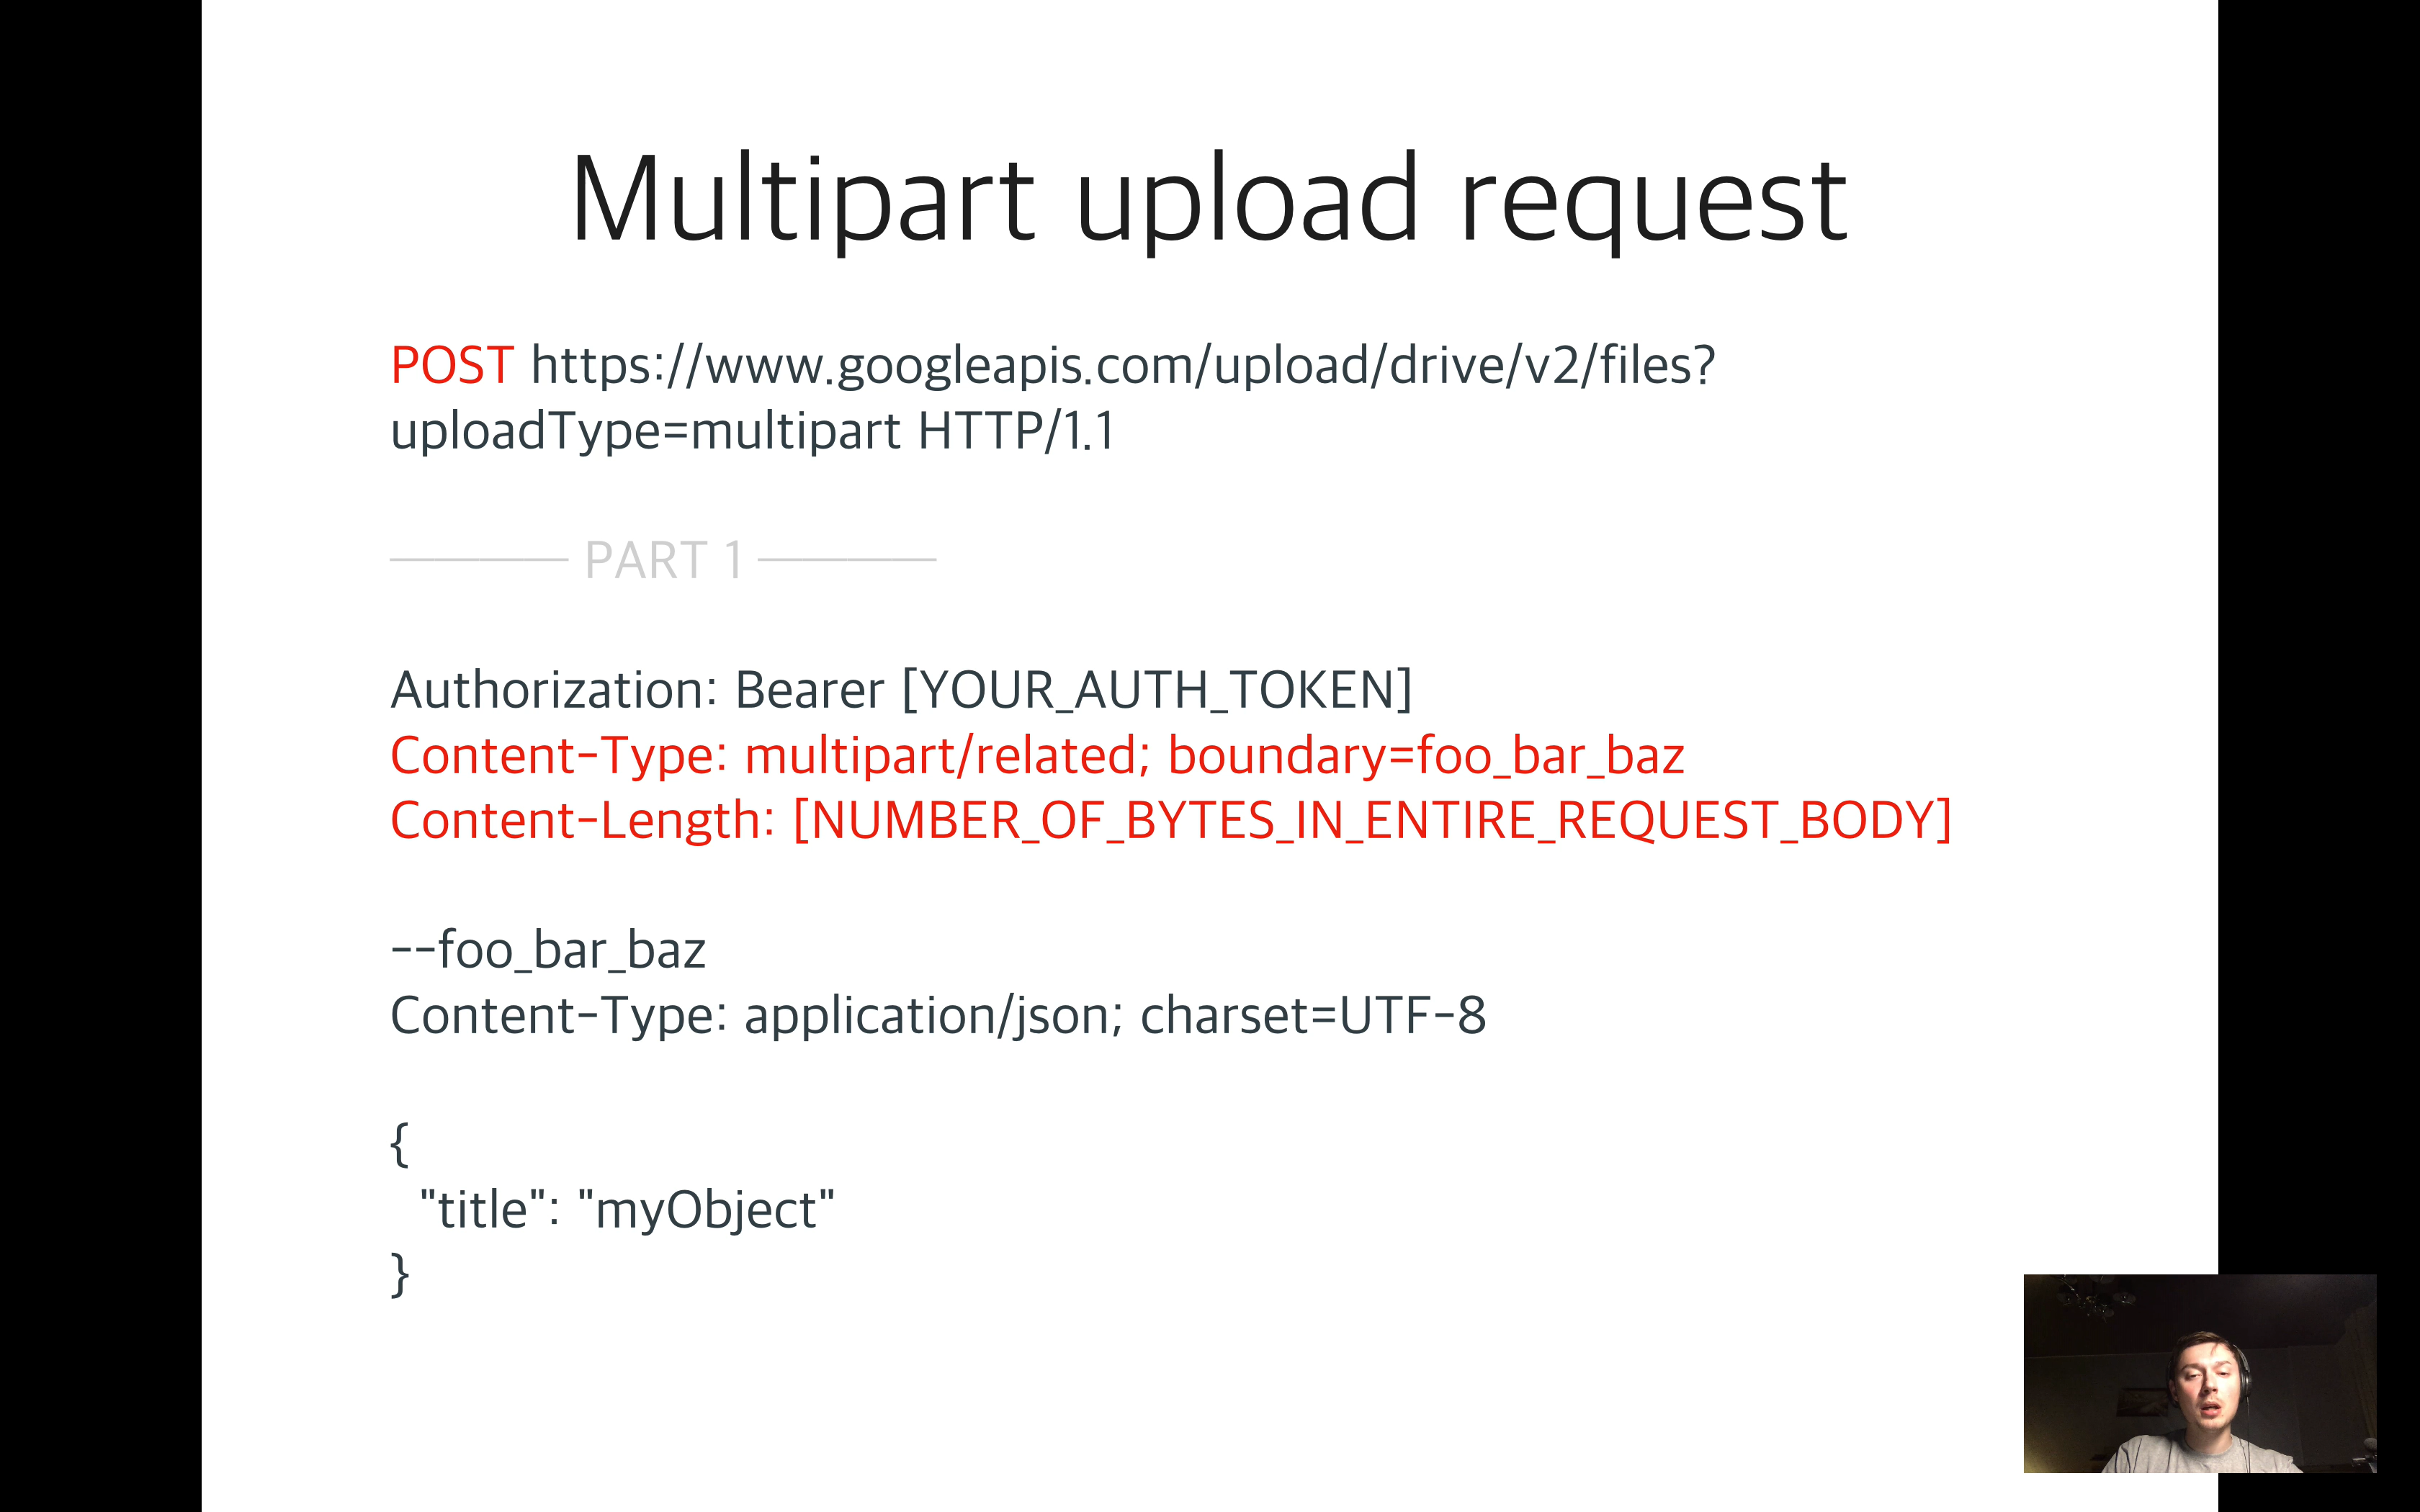 Multipart upload request
POST https://www.googleapis.com/upload/drive/v2/files?
uploadType=multipart HTTP/1.1
———— PART 1 ————
Authorization: Bearer [YOUR_AUTH_TOKEN]
Content-Type: multipart/related; boundary=foo_bar_baz
Content-Length: [NUMBER_OF_BYTES_IN_ENTIRE_REQUEST_BODY]
--foo_bar_baz
Content-Type: application/json; charset=UTF-8
{
"title": "myObject"
}